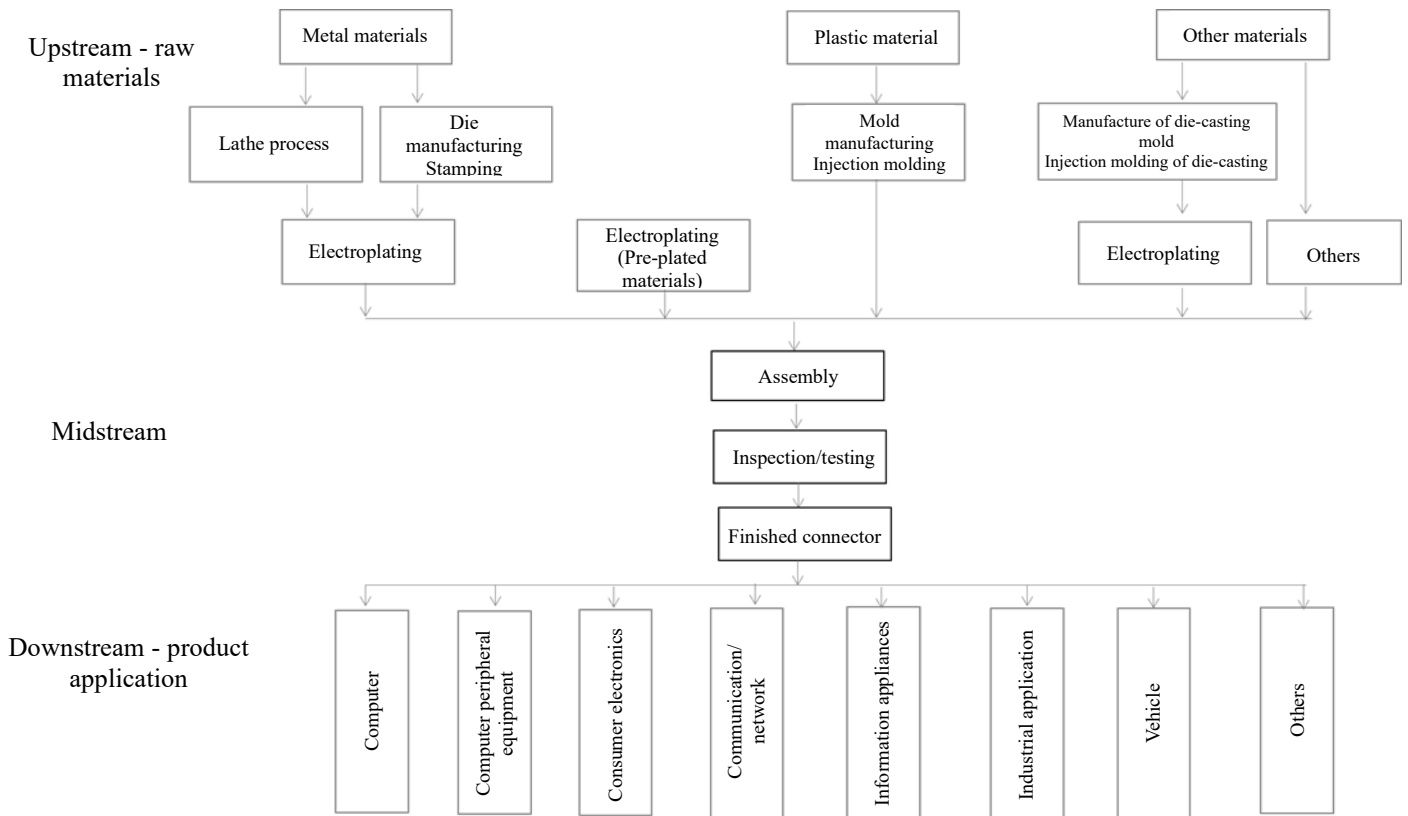 Upstream - raw
materials
Metal materials
Plastic material
Other materials
Lathe process
Die
manufacturing
Stamping
Mold
manufacturing
Injection molding
Manufacture of die-casting
mold
Injection molding of die-casting
Electroplating
Electroplating
(Pre-plated
materials)
Electroplating
Others
Midstream
Assembly
Inspection/testing
Finished connector
Downstream - product
application
Computer
Computer peripheral
equipment
Consumer electronics
Communication/
network
Information appliances
Industrial application
Vehicle
Others